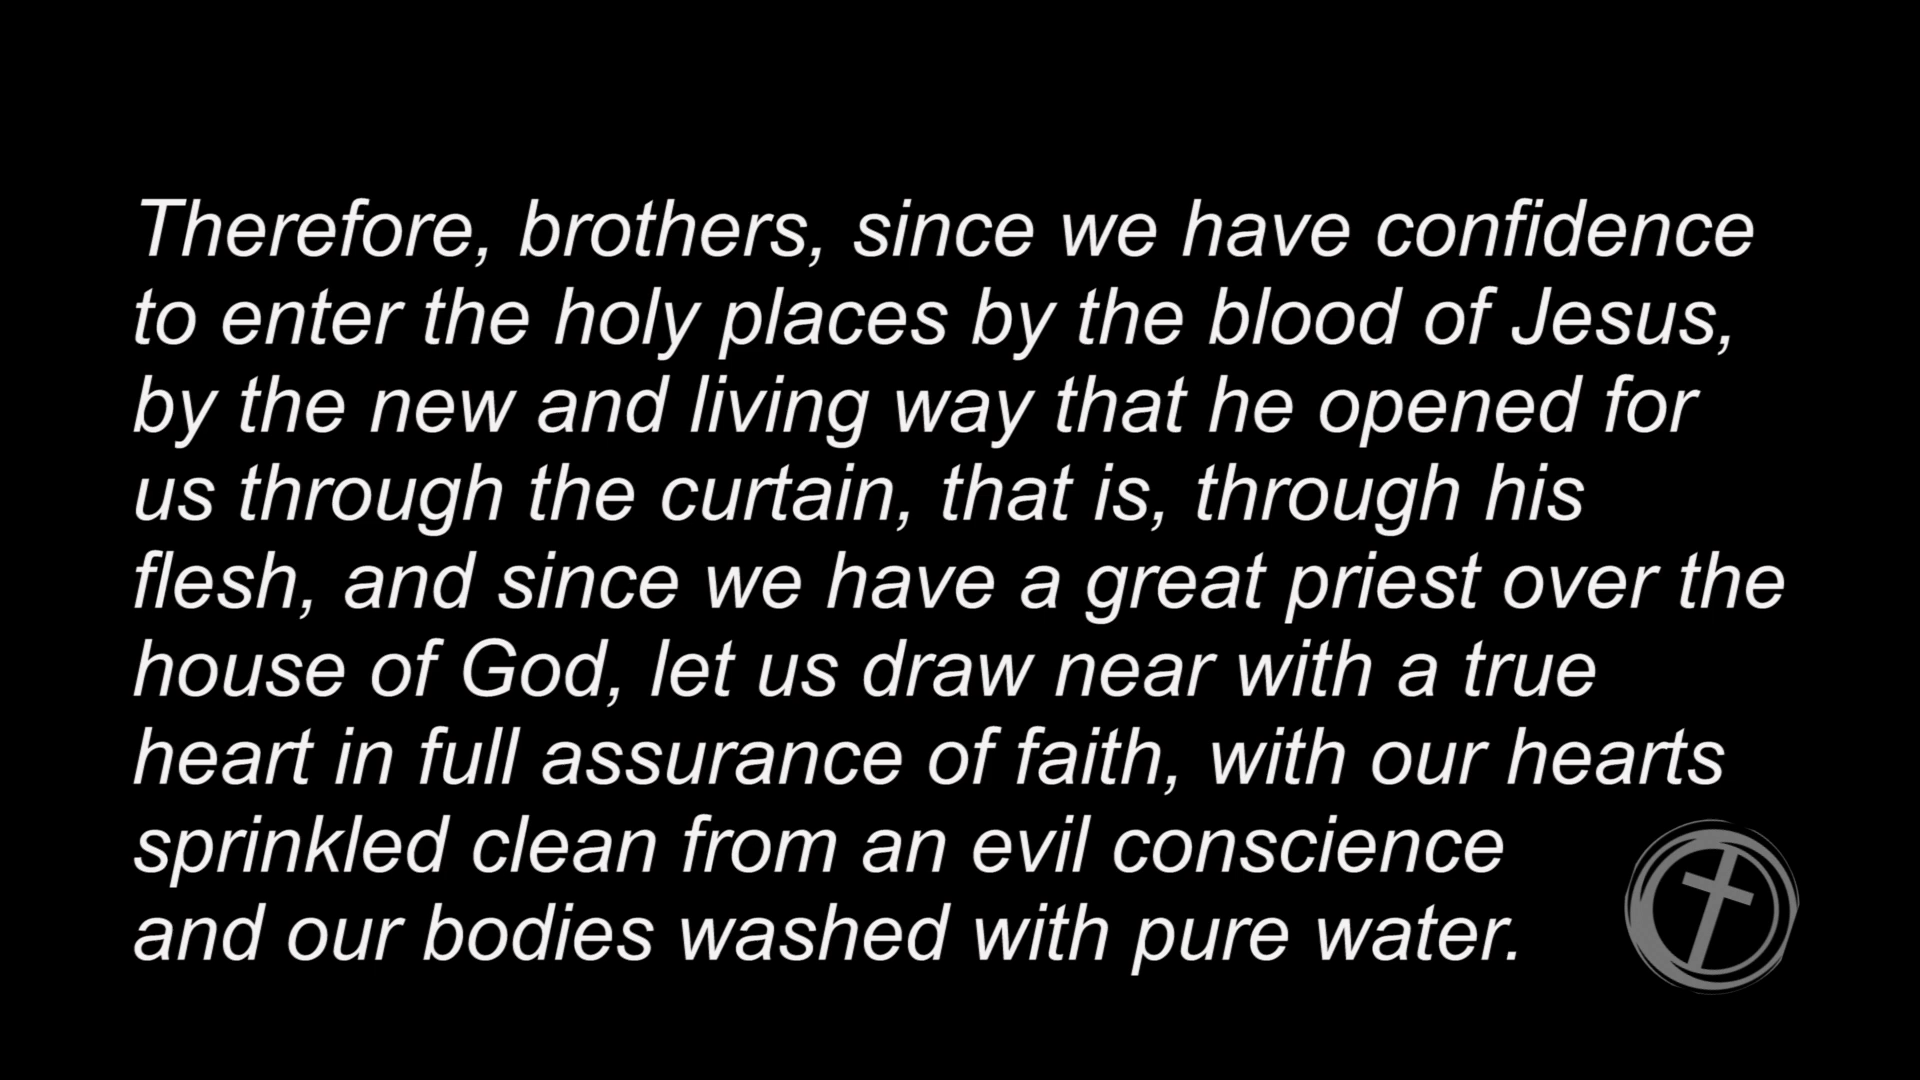 Therefore, brothers, since we have confidence
to enter the holy places by the blood of Jesus,
by the new and living way that he opened for
us through the curtain, that is, through his
flesh, and since we have a great priest over the
house of God, let us draw near with a true
heart in full assurance of faith, with our hearts
sprinkled clean from an evil conscience
and our bodies washed with pure water.